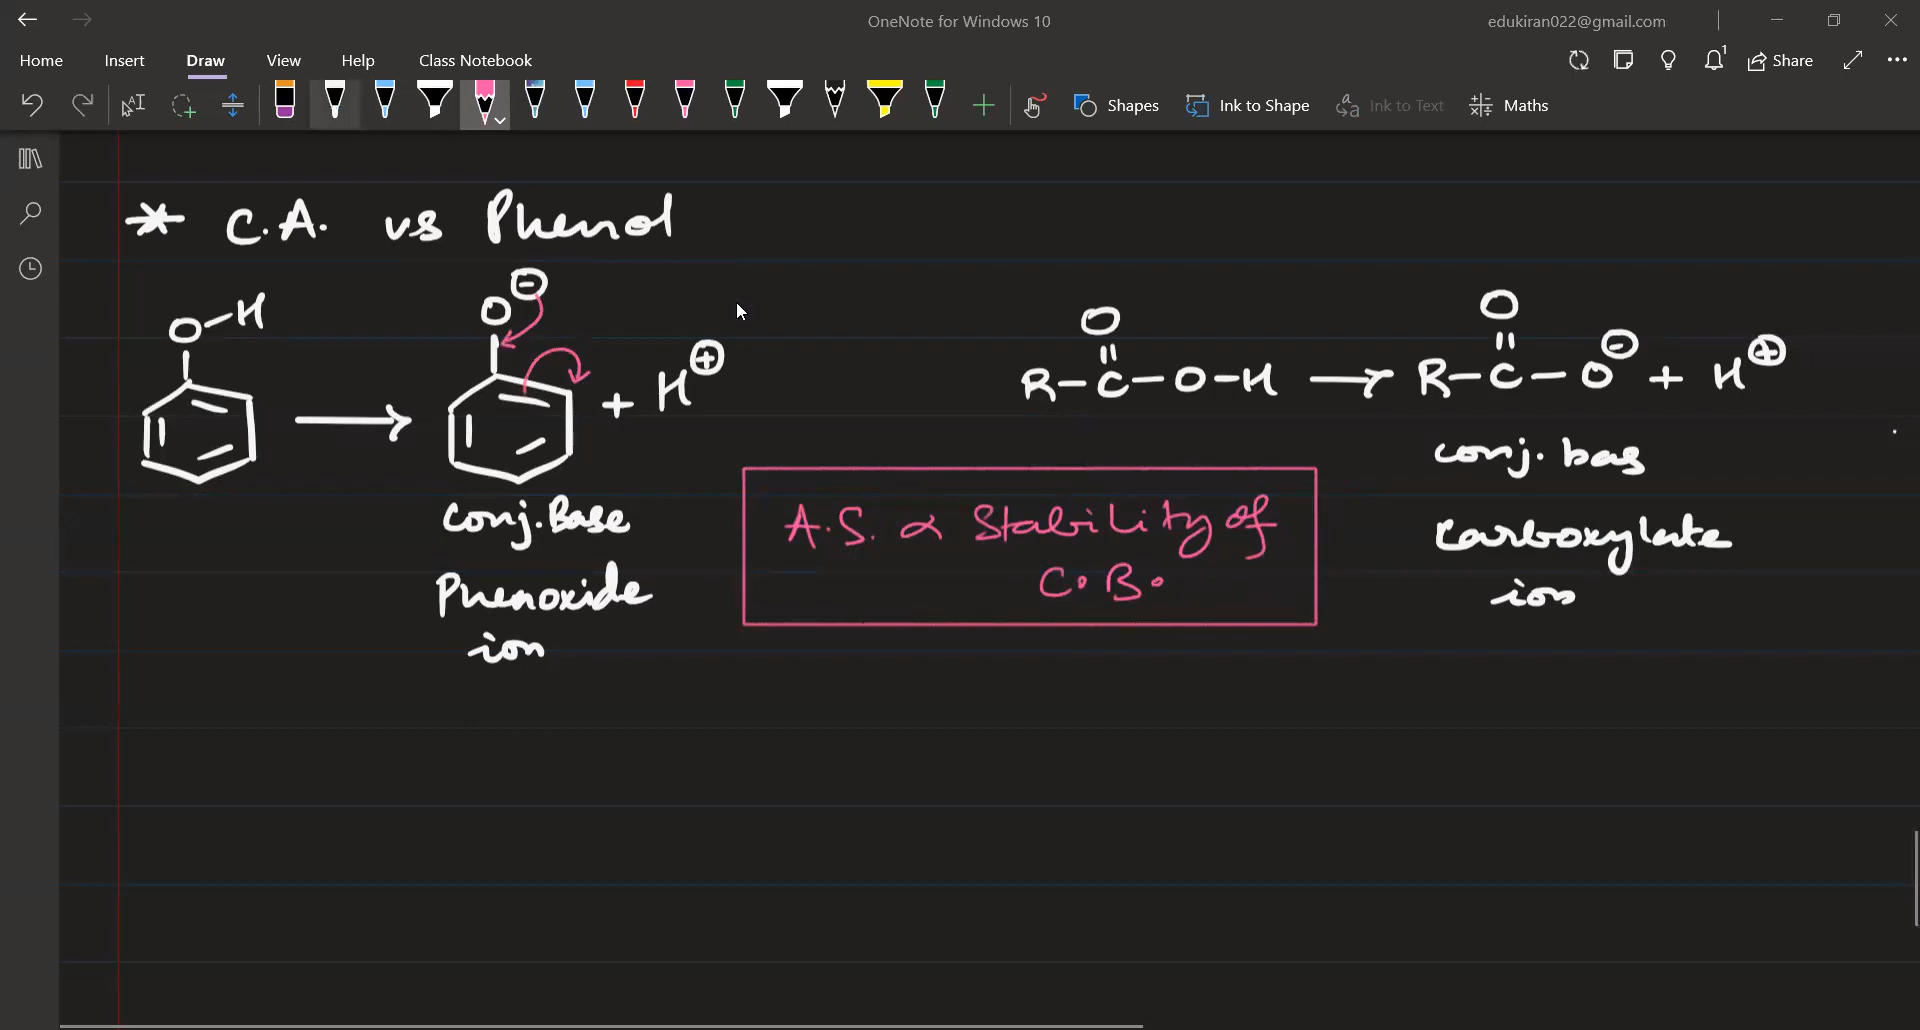 OneNote for Windows 10
edukiran022@gmail.com
Home Insert Draw View Help Class Notebook
1
Share
Shapes Ink to Shape Ink to Text Maths
* C.A. vs Phenol
O-H
O⊖
+ H⊕
O
R-C-O-H → R-C-O⊖ + H⊕
O
conj. bas
Carboxylate
ion
A.S. ∝ Stability of
C.B.
Conj. Base
Phenoxide
ion